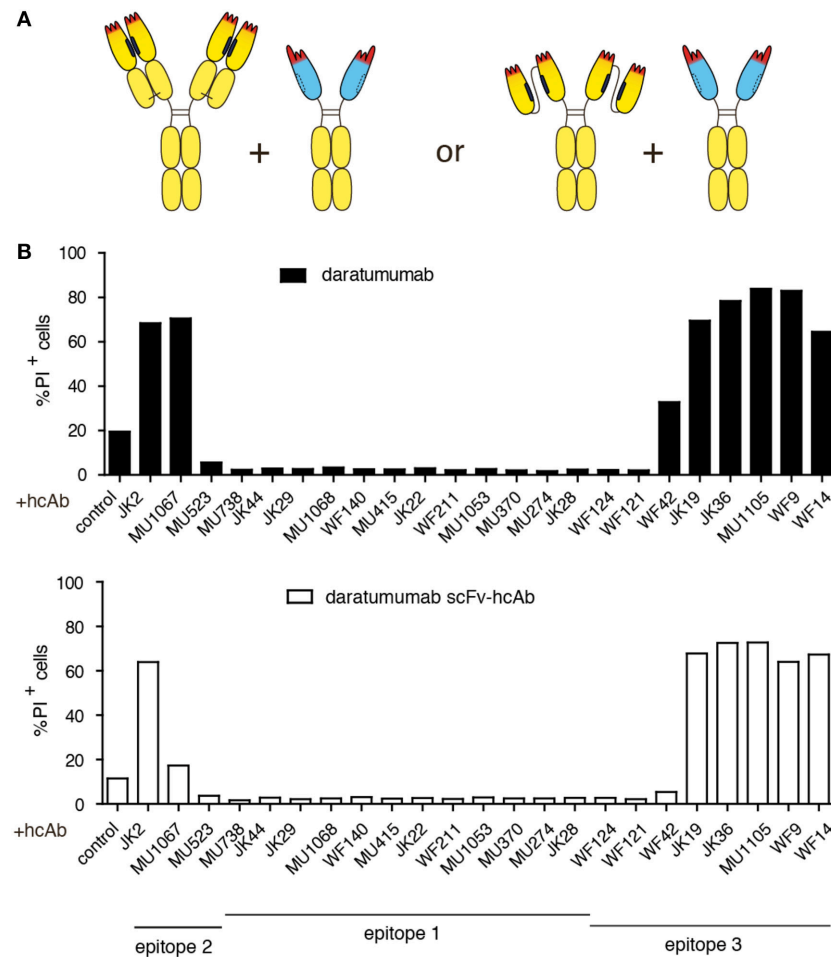 A
+
or
+
B
100
80
60
40
20
0
%PI + cells
daratumumab
+hcAb
control JK2 MU1067 MU523 MU738 JK44 JK29 MU1068 WF140 MU415 JK22 WF211 MU1053 MU370 MU274 JK28 WF124 WF121 WF42 JK19 JK36 MU1105 WF9 WF14
100
80
60
40
20
0
%PI + cells
daratumumab scFv-hcAb
+hcAb
control JK2 MU1067 MU523 MU738 JK44 JK29 MU1068 WF140 MU415 JK22 WF211 MU1053 MU370 MU274 JK28 WF124 WF121 WF42 JK19 JK36 MU1105 WF9 WF14
epitope 2
epitope 1
epitope 3